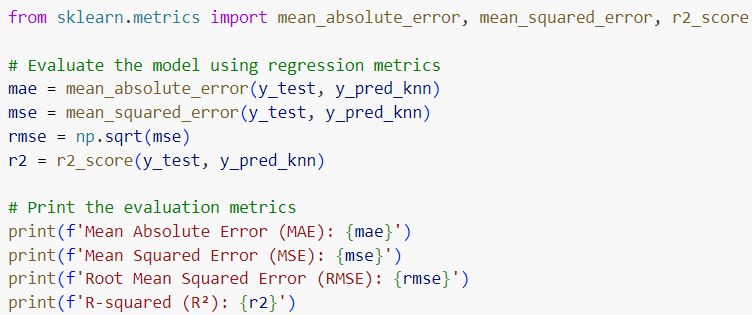 from sklearn.metrics import mean_absolute_error, mean_squared_error, r2_score
# Evaluate the model using regression metrics
mae = mean_absolute_error(y_test, y_pred_knn)
mse = mean_squared_error(y_test, y_pred_knn)
rmse = np.sqrt(mse)
r2 = r2_score(y_test, y_pred_knn)
# Print the evaluation metrics
print(f'Mean Absolute Error (MAE): {mae}')
print(f'Mean Squared Error (MSE): {mse}')
print(f'Root Mean Squared Error (RMSE): {rmse}')
print(f'R-squared (R²): {r2}')